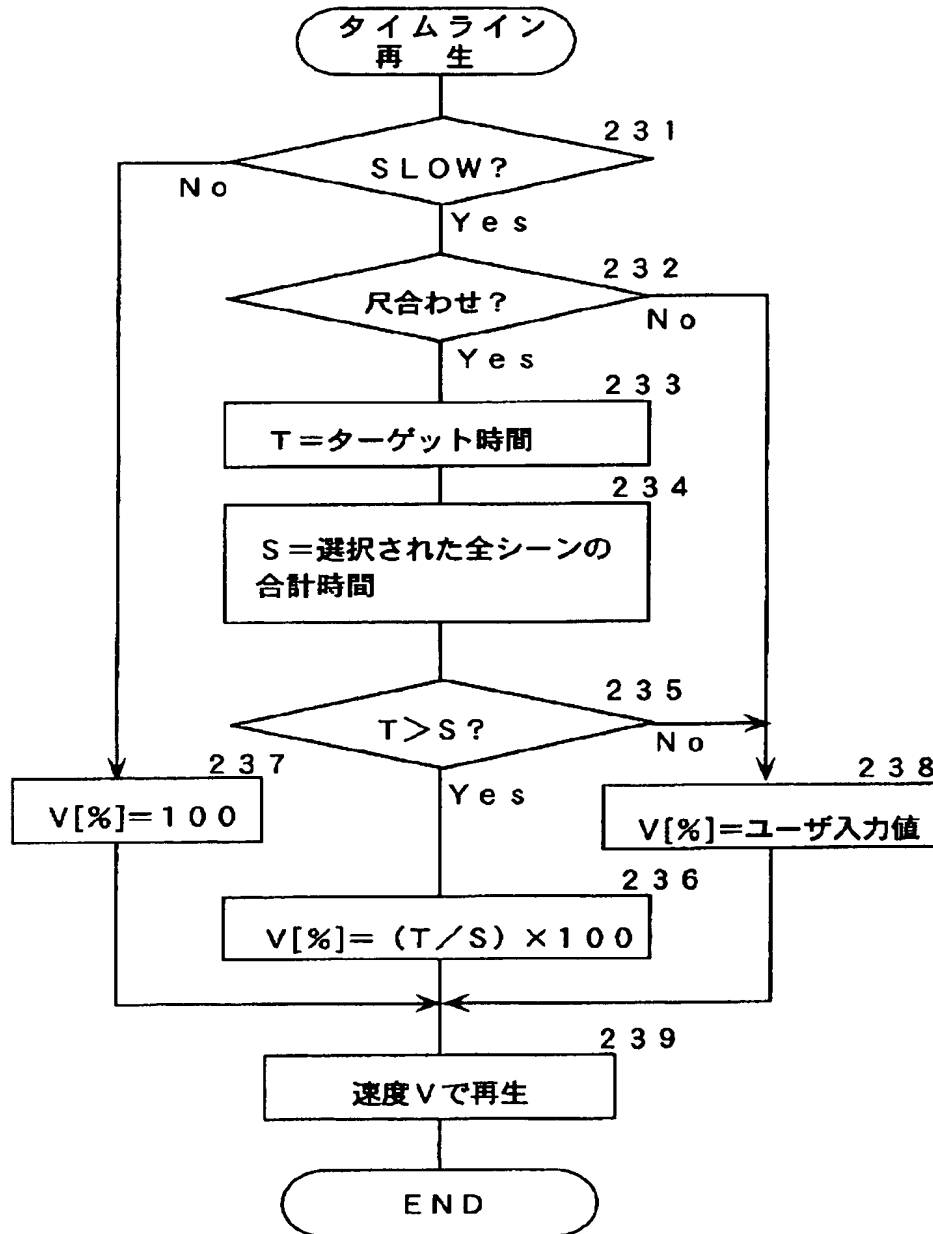 タイムライン
再生
231
SLOW?
No
Yes
232
尺合わせ?
No
Yes
233
T=ターゲット時間
234
S=選択された全シーンの
合計時間
235
T>S?
No
Yes
237
V[%]=100
238
V[%]=ユーザ入力値
236
V[%]=(T/S)×100
239
速度Vで再生
END